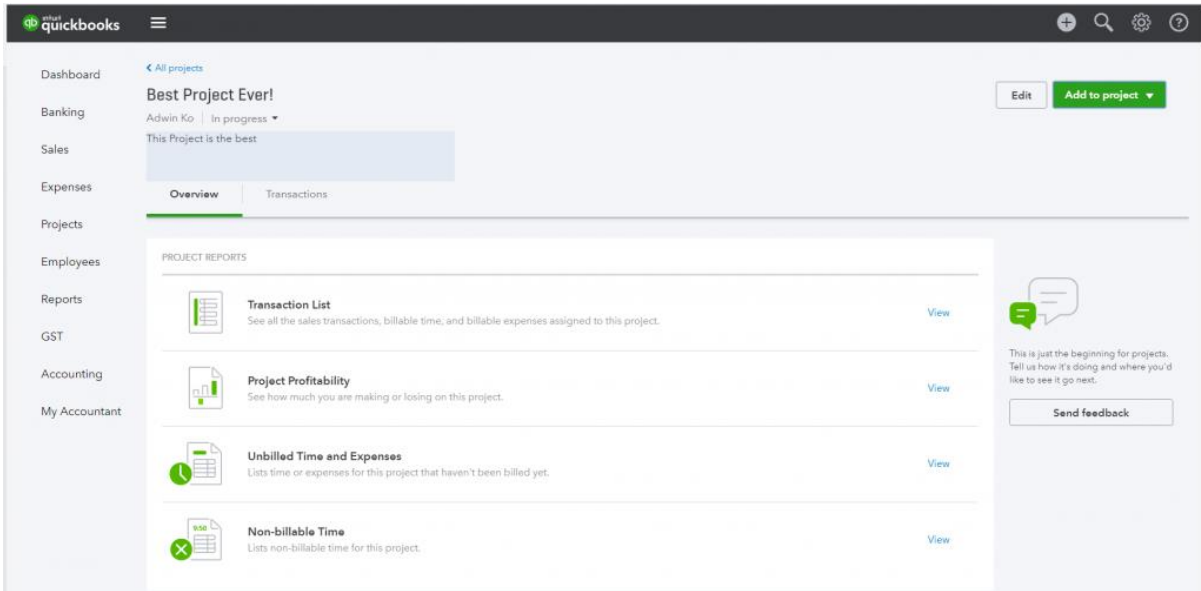 qb intuit quickbooks
Dashboard
Banking
Sales
Expenses
Projects
Employees
Reports
GST
Accounting
My Accountant
All projects
Best Project Ever!
Adwin Ko | In progress
This Project is the best
Edit
Add to project
Overview
Transactions
PROJECT REPORTS
Transaction List
See all the sales transactions, billable time, and billable expenses assigned to this project.
View
Project Profitability
See how much you are making or losing on this project.
View
Unbilled Time and Expenses
Lists time or expenses for this project that haven't been billed yet.
View
9:50
Non-billable Time
Lists non-billable time for this project.
View
This is just the beginning for projects.
Tell us how it's doing and where you'd
like to see it go next.
Send feedback